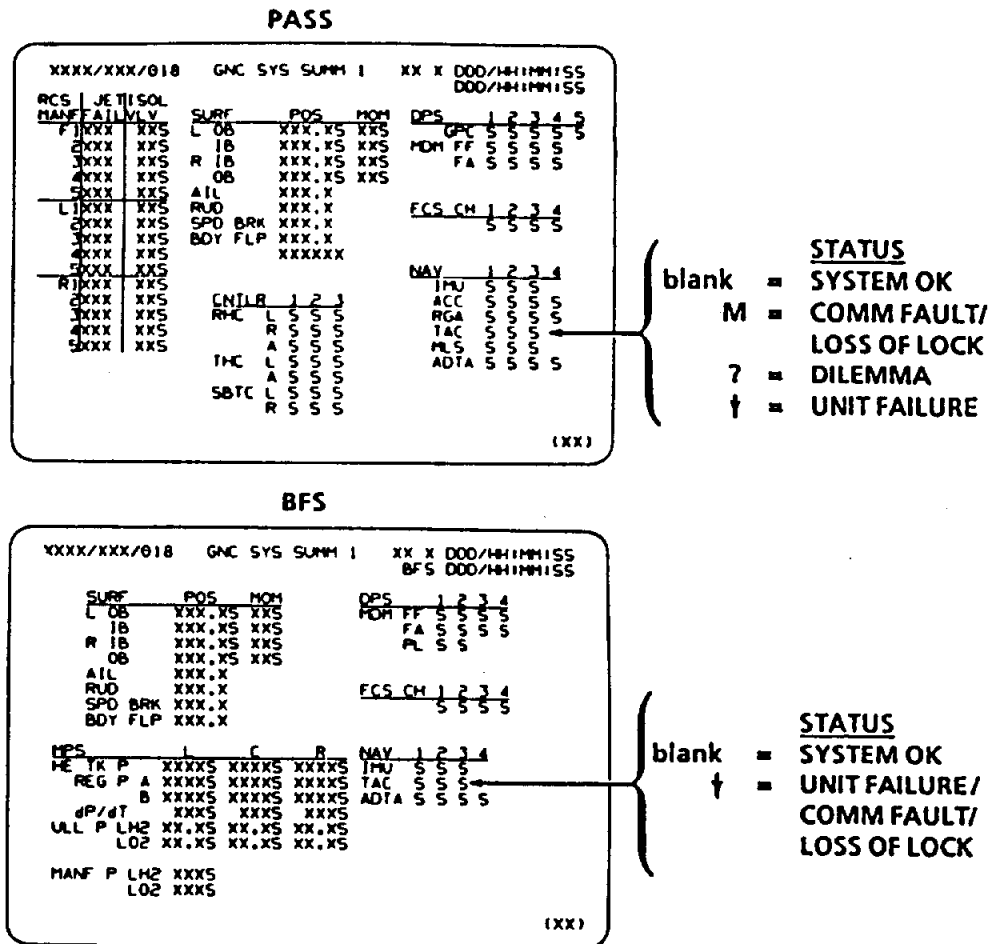 PASS
XXXX/XXX/018 GNC SYS SUMM 1 XX X DDD/HH:MM:SS
DDD/HH:MM:SS
RCS JET ISOL
MANF FAIL VLV SURF POS MOM DPS 1 2 3 4 5
F1 XXX XXS L OB XXX.XS XXS GPC S S S S S
2 XXX XXS IB XXX.XS XXS MDM FF S S S S
3 XXX XXS R IB XXX.XS XXS FA S S S S
4 XXX XXS OB XXX.XS XXS
5 XXX XXS AIL XXX.X
L1 XXX XXS RUD XXX.X FCS CH 1 2 3 4
2 XXX XXS SPD BRK XXX.X S S S S
3 XXX XXS BDY FLP XXX.X
4 XXX XXS XXXXXX
5 XXX XXS NAV 1 2 3 4
R1 XXX XXS IMU S S S
2 XXX XXS CNTLR 1 2 3 ACC S S S S
3 XXX XXS RHC L S S S RGA S S S S
4 XXX XXS R S S S TAC S S S
5 XXX XXS A S S S MLS S S S
THC L S S S ADTA S S S S
A S S S
SBTC L S S S
R S S S
(XX)
STATUS
blank = SYSTEM OK
M = COMM FAULT/
LOSS OF LOCK
? = DILEMMA
↓ = UNIT FAILURE
BFS
XXXX/XXX/018 GNC SYS SUMM 1 XX X DDD/HH:MM:SS
BFS DDD/HH:MM:SS
SURF POS MOM DPS 1 2 3 4
L OB XXX.XS XXS MDM FF S S S S
IB XXX.XS XXS FA S S S S
R IB XXX.XS XXS PL S S
OB XXX.XS XXS
AIL XXX.X
RUD XXX.X FCS CH 1 2 3 4
SPD BRK XXX.X S S S S
BDY FLP XXX.X
MPS L C R NAV 1 2 3 4
HE TK P XXXXS XXXXS XXXXS IMU S S S
REG P A XXXXS XXXXS XXXXS TAC S S S
B XXXXS XXXXS XXXXS ADTA S S S S
dP/dT XXXS XXXS XXXS
ULL P LH2 XX.XS XX.XS XX.XS
LO2 XX.XS XX.XS XX.XS
MANF P LH2 XXXS
LO2 XXXS
(XX)
STATUS
blank = SYSTEM OK
↓ = UNIT FAILURE/
COMM FAULT/
LOSS OF LOCK